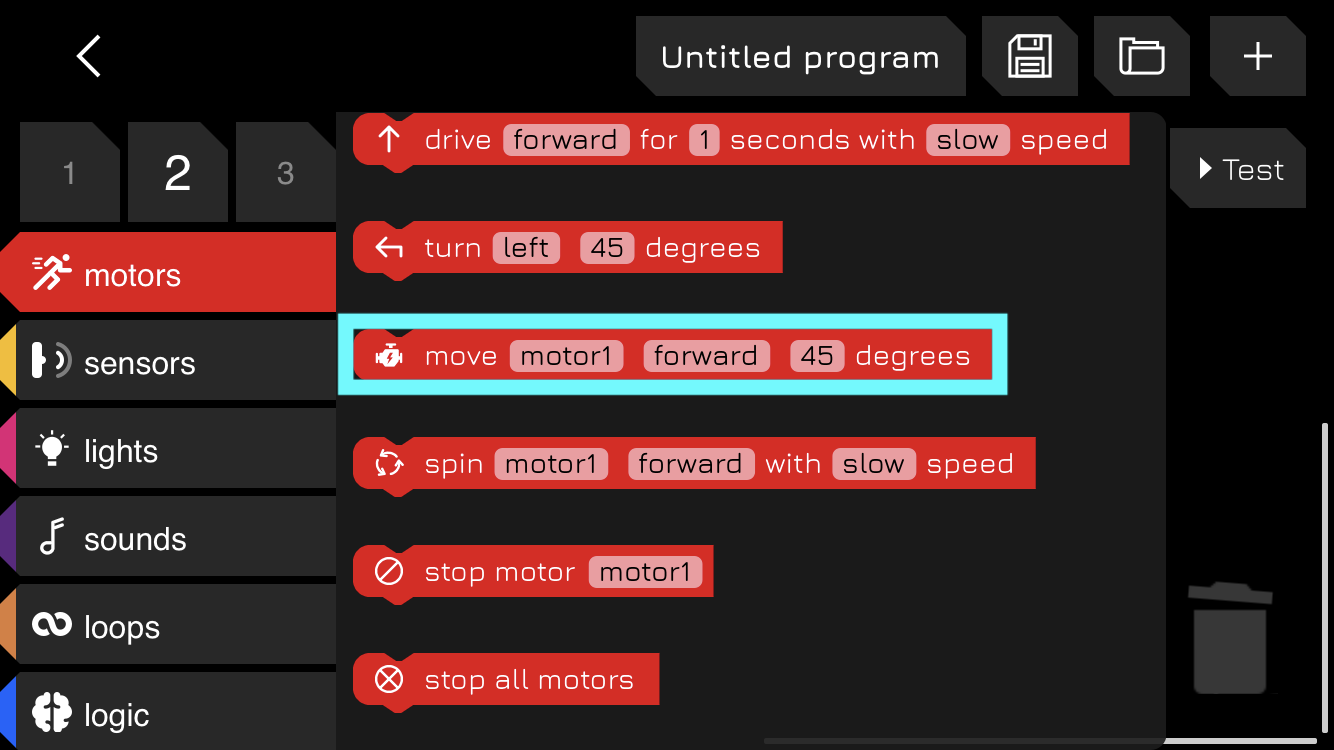 Untitled program
1
2
3
Test
motors
sensors
lights
sounds
loops
logic
drive forward for 1 seconds with slow speed
turn left 45 degrees
move motor1 forward 45 degrees
spin motor1 forward with slow speed
stop motor motor1
stop all motors